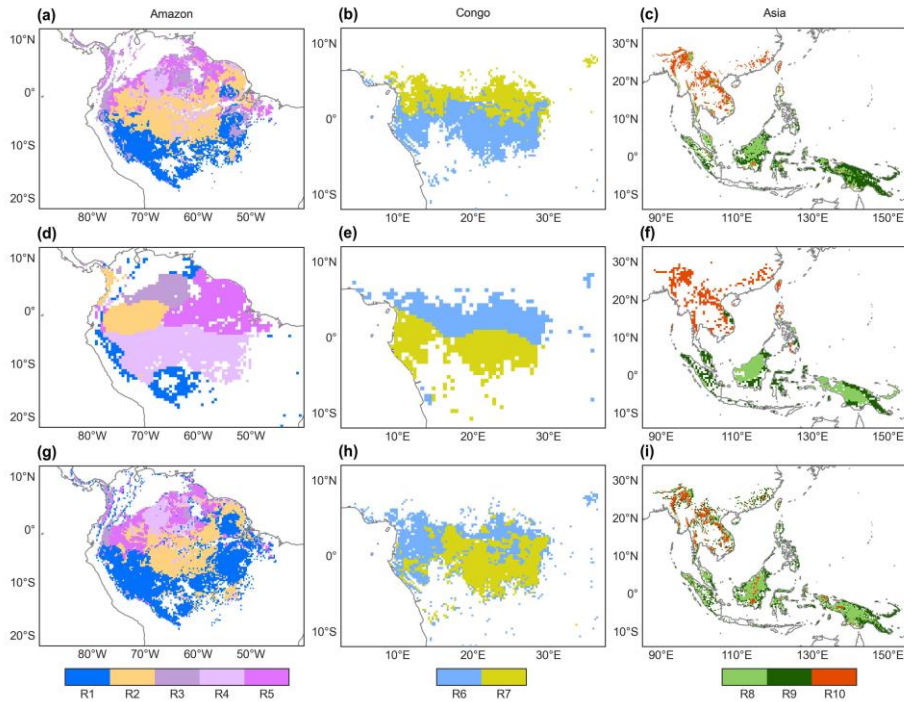 Amazon Congo Asia
(a) (b) (c)
10°N 10°N 30°N
20°N
0° 0° 10°N
10°S 0°
20°S 10°S 10°S
80°W 70°W 60°W 50°W 10°E 20°E 30°E 90°E 110°E 130°E 150°E
(d) (e) (f)
10°N 10°N 30°N
20°N
0° 0° 10°N
10°S 0°
20°S 10°S 10°S
80°W 70°W 60°W 50°W 10°E 20°E 30°E 90°E 110°E 130°E 150°E
(g) (h) (i)
10°N 10°N 30°N
20°N
0° 0° 10°N
10°S 0°
20°S 10°S 10°S
80°W 70°W 60°W 50°W 10°E 20°E 30°E 90°E 110°E 130°E 150°E
R1 R2 R3 R4 R5 R6 R7 R8 R9 R10